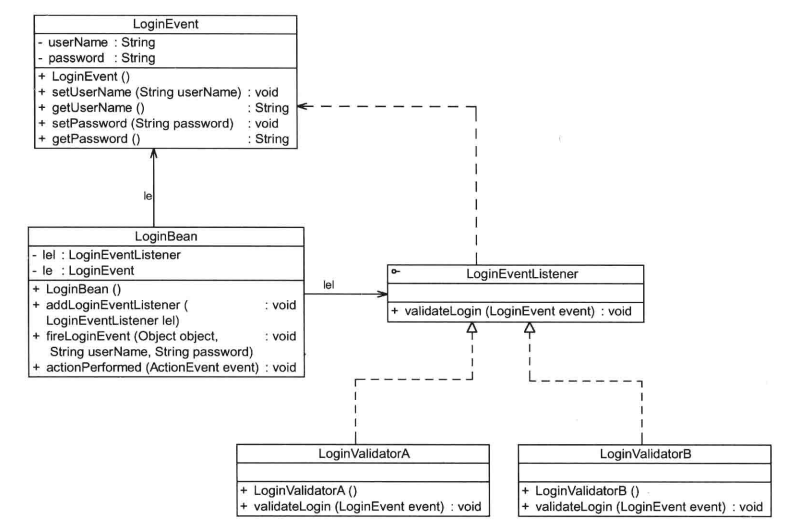 LoginEvent
- userName : String
- password : String
+ LoginEvent ()
+ setUserName (String userName) : void
+ getUserName () : String
+ setPassword (String password) : void
+ getPassword () : String
le
LoginBean
- lel : LoginEventListener
- le : LoginEvent
+ LoginBean ()
+ addLoginEventListener ( : void
LoginEventListener lel)
+ fireLoginEvent (Object object, : void
String userName, String password)
+ actionPerformed (ActionEvent event) : void
lel
LoginEventListener
+ validateLogin (LoginEvent event) : void
LoginValidatorA
+ LoginValidatorA ()
+ validateLogin (LoginEvent event) : void
LoginValidatorB
+ LoginValidatorB ()
+ validateLogin (LoginEvent event) : void